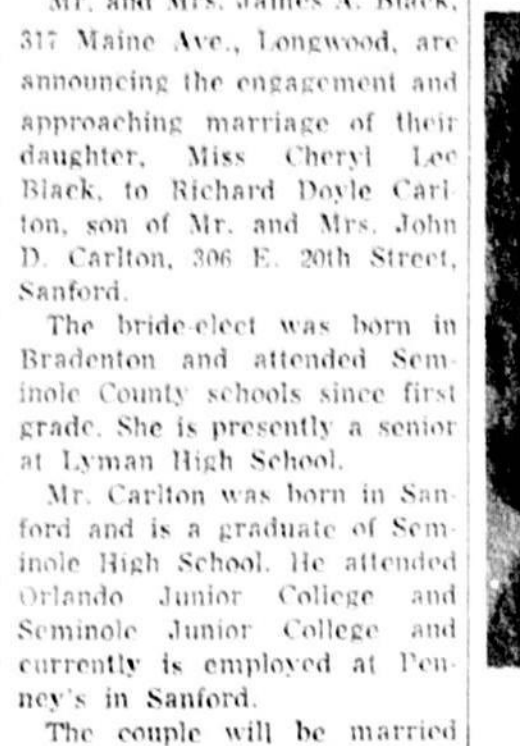 Mr. and Mrs. James A. Black,
317 Maine Ave., Longwood, are
announcing the engagement and
approaching marriage of their
daughter, Miss Cheryl Lee
Black, to Richard Doyle Carl-
ton, son of Mr. and Mrs. John
D. Carlton, 306 E. 20th Street,
Sanford.
The bride-elect was born in
Bradenton and attended Sem-
inole County schools since first
grade. She is presently a senior
at Lyman High School.
Mr. Carlton was born in San-
ford and is a graduate of Sem-
inole High School. He attended
Orlando Junior College and
Seminole Junior College and
currently is employed at Pen-
ney's in Sanford.
The couple will be married